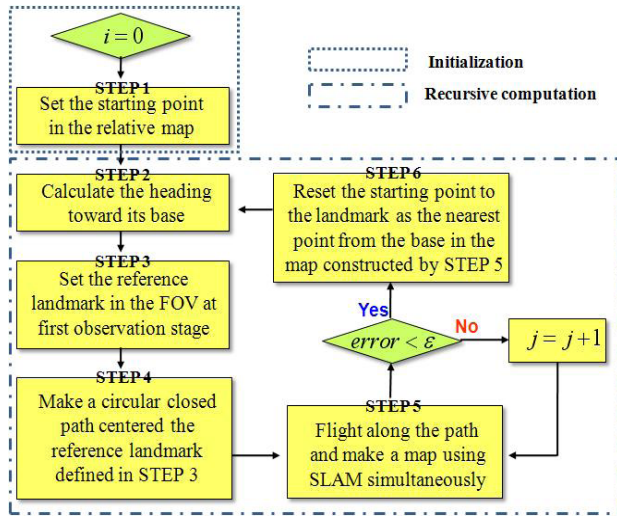 i = 0
STEP 1
Set the starting point
in the relative map
Initialization
Recursive computation
STEP 2
Calculate the heading
toward its base
STEP 3
Set the reference
landmark in the FOV at
first observation stage
STEP 4
Make a circular closed
path centered the
reference landmark
defined in STEP 3
STEP 5
Flight along the path
and make a map using
SLAM simultaneously
error < ε
Yes
No
j = j+1
STEP 6
Reset the starting point to
the landmark as the nearest
point from the base in the
map constructed by STEP 5